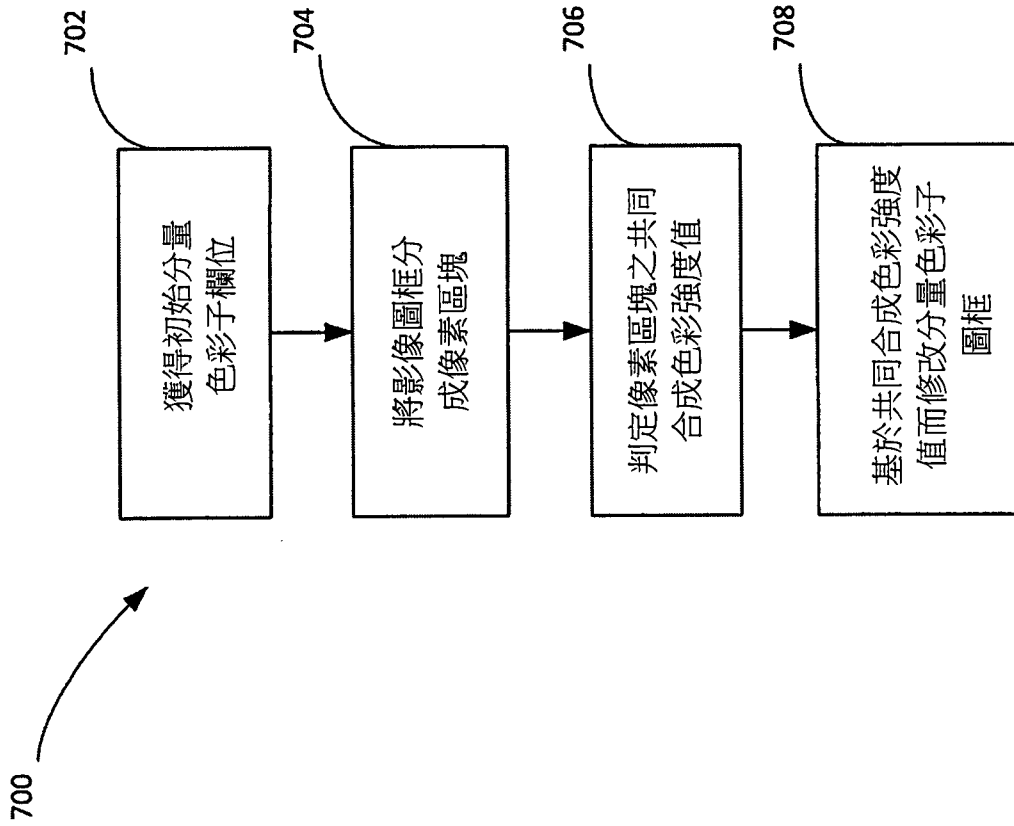 700
702
獲得初始分量
色彩子欄位
704
將影像圖框分
成像素區塊
706
判定像素區塊之共同
合成色彩強度值
708
基於共同合成色彩強度
值而修改分量色彩子
圖框